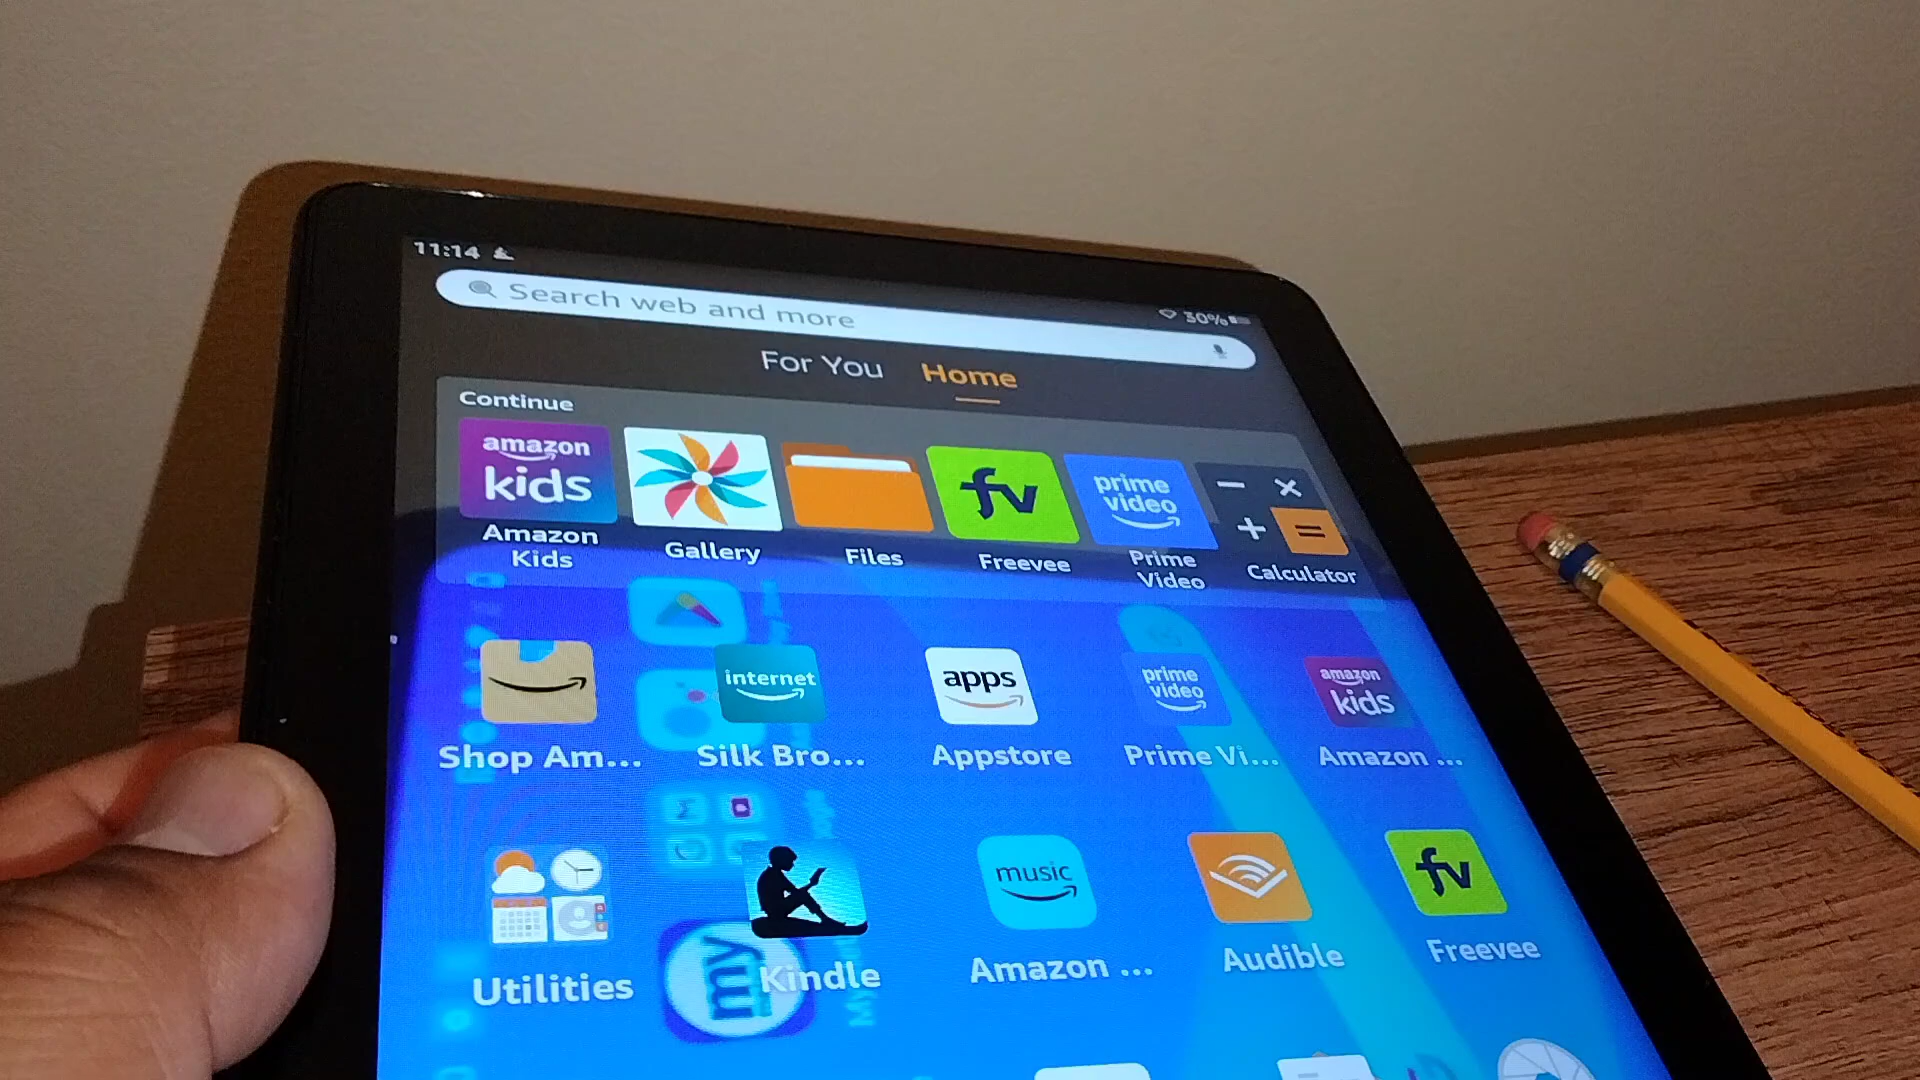 11:14
30%
Search web and more
For You Home
Continue
amazon
kids
fv
prime
video
Amazon
Kids
Gallery
Files
Freevee
Prime
Video
Calculator
internet
apps
prime
video
amazon
kids
Shop Am...
Silk Bro...
Appstore
Prime Vi...
Amazon ...
music
fv
Utilities
my
Kindle
Amazon ...
Audible
Freevee